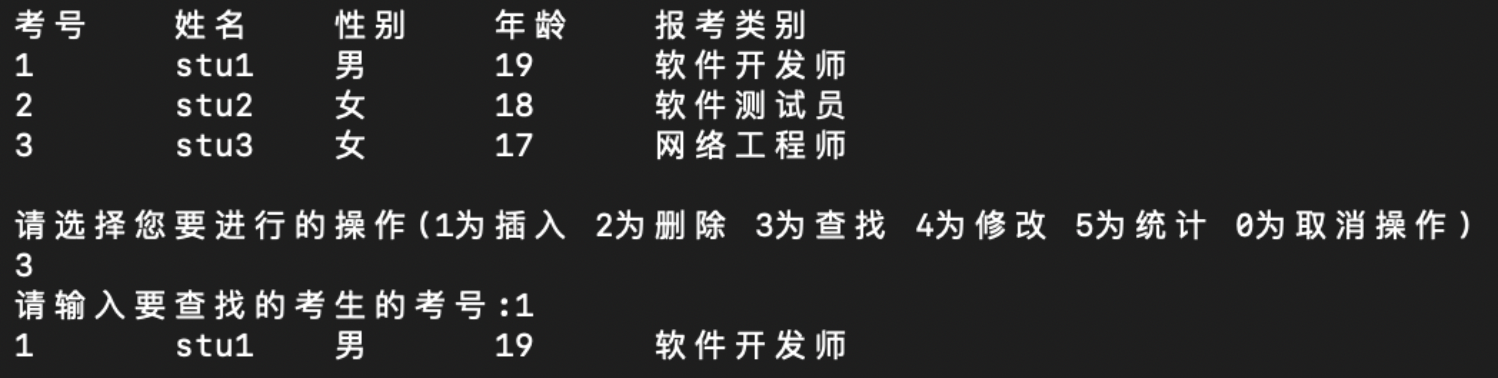 考号 姓名 性别 年龄 报考类别
1 stu1 男 19 软件开发师
2 stu2 女 18 软件测试员
3 stu3 女 17 网络工程师
请选择您要进行的操作(1为插入 2为删除 3为查找 4为修改 5为统计 0为取消操作)
3
请输入要查找的考生的考号:1
1 stu1 男 19 软件开发师